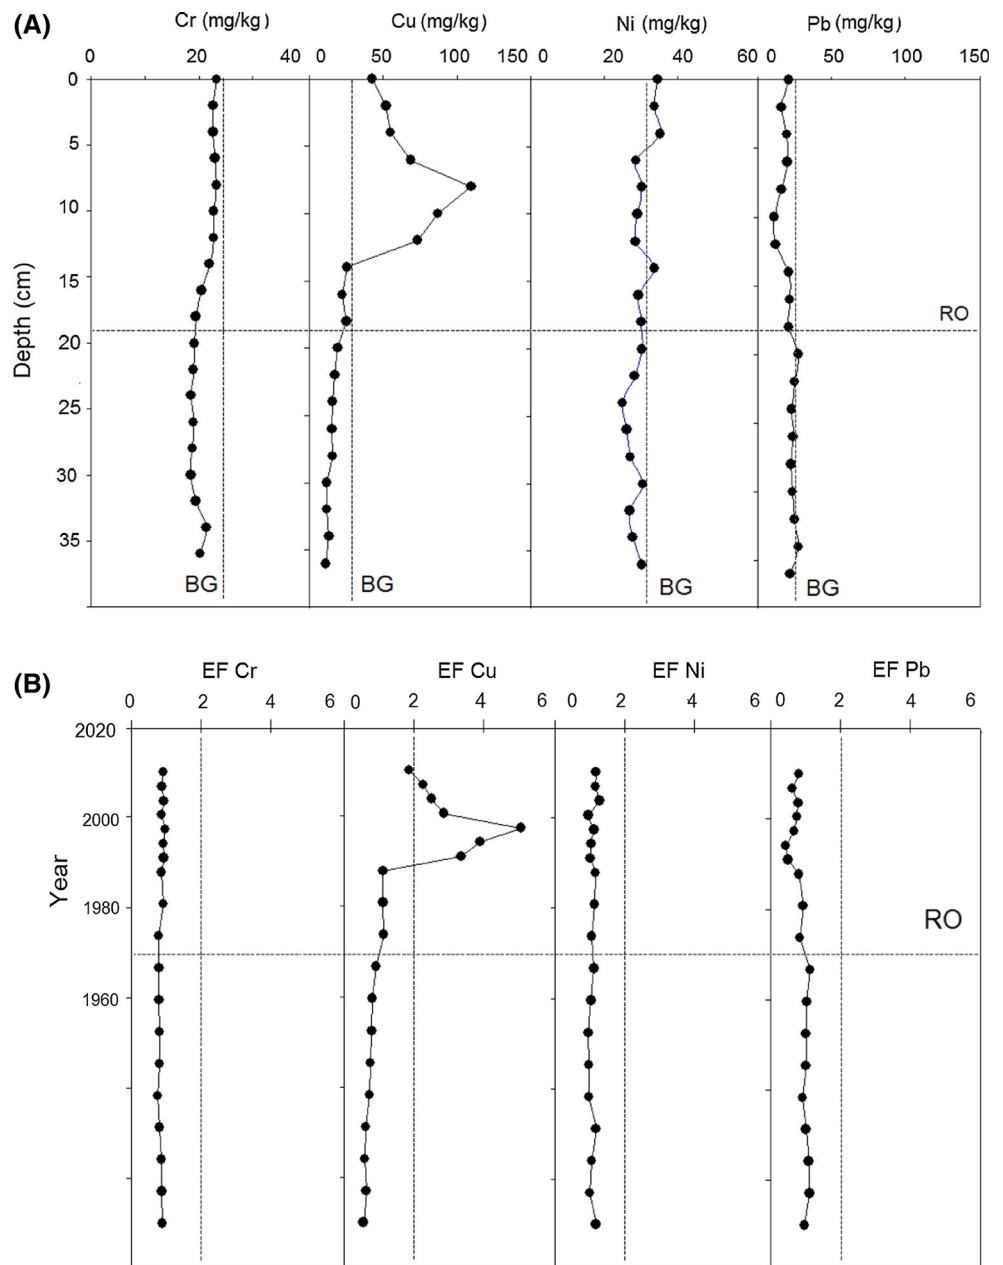 (A) Cr (mg/kg) Cu (mg/kg) Ni (mg/kg) Pb (mg/kg)
0 20 40 0 50 100 150 0 20 40 60 0 50 100 150
0
5
10
15
RO
20
25
30
35
BG BG BG BG
Depth (cm)
(B) EF Cr EF Cu EF Ni EF Pb
0 2 4 6 0 2 4 6 0 2 4 6 0 2 4 6
2020
2000
1980
RO
1960
Year